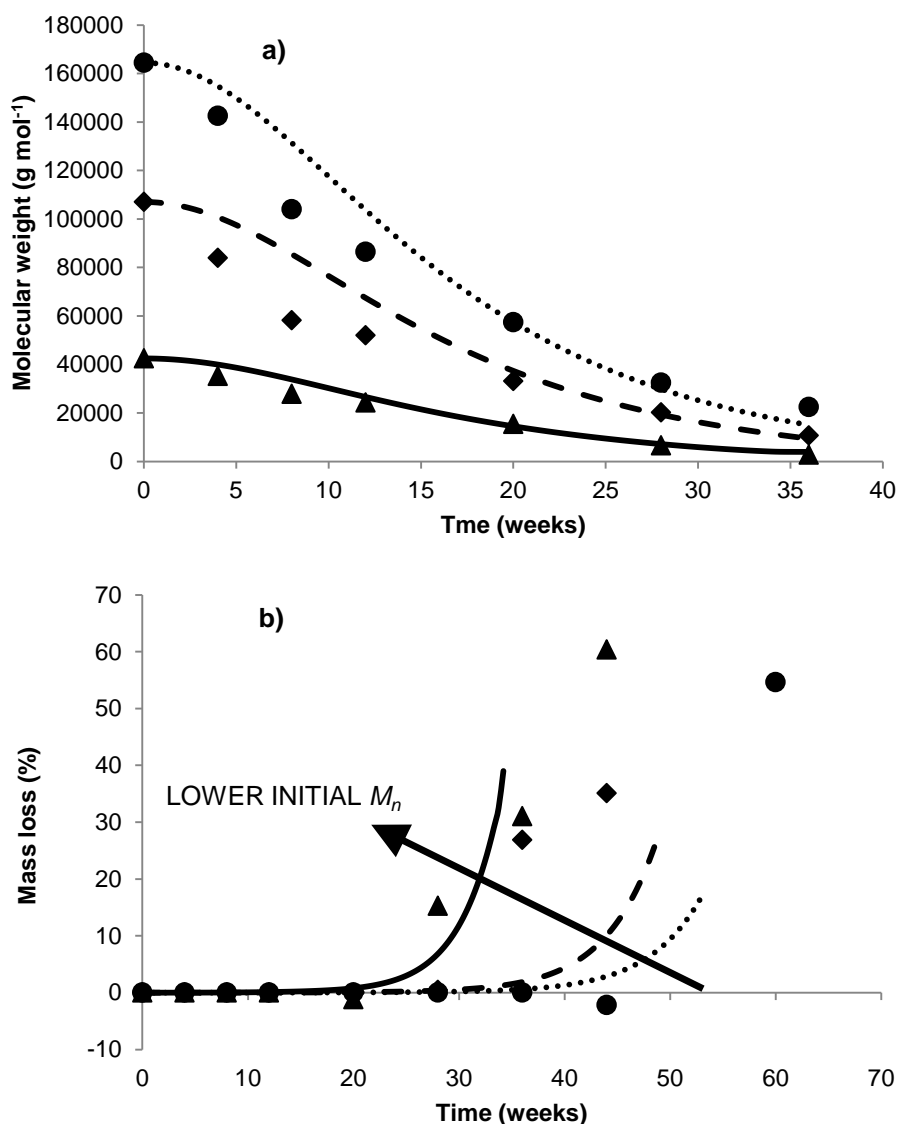 a)
Molecular weight (g mol⁻¹)
180000
160000
140000
120000
100000
80000
60000
40000
20000
0
0 5 10 15 20 25 30 35 40
Tme (weeks)
b)
Mass loss (%)
70
60
50
40
30
20
10
0
-10
LOWER INITIAL Mn
0 10 20 30 40 50 60 70
Time (weeks)